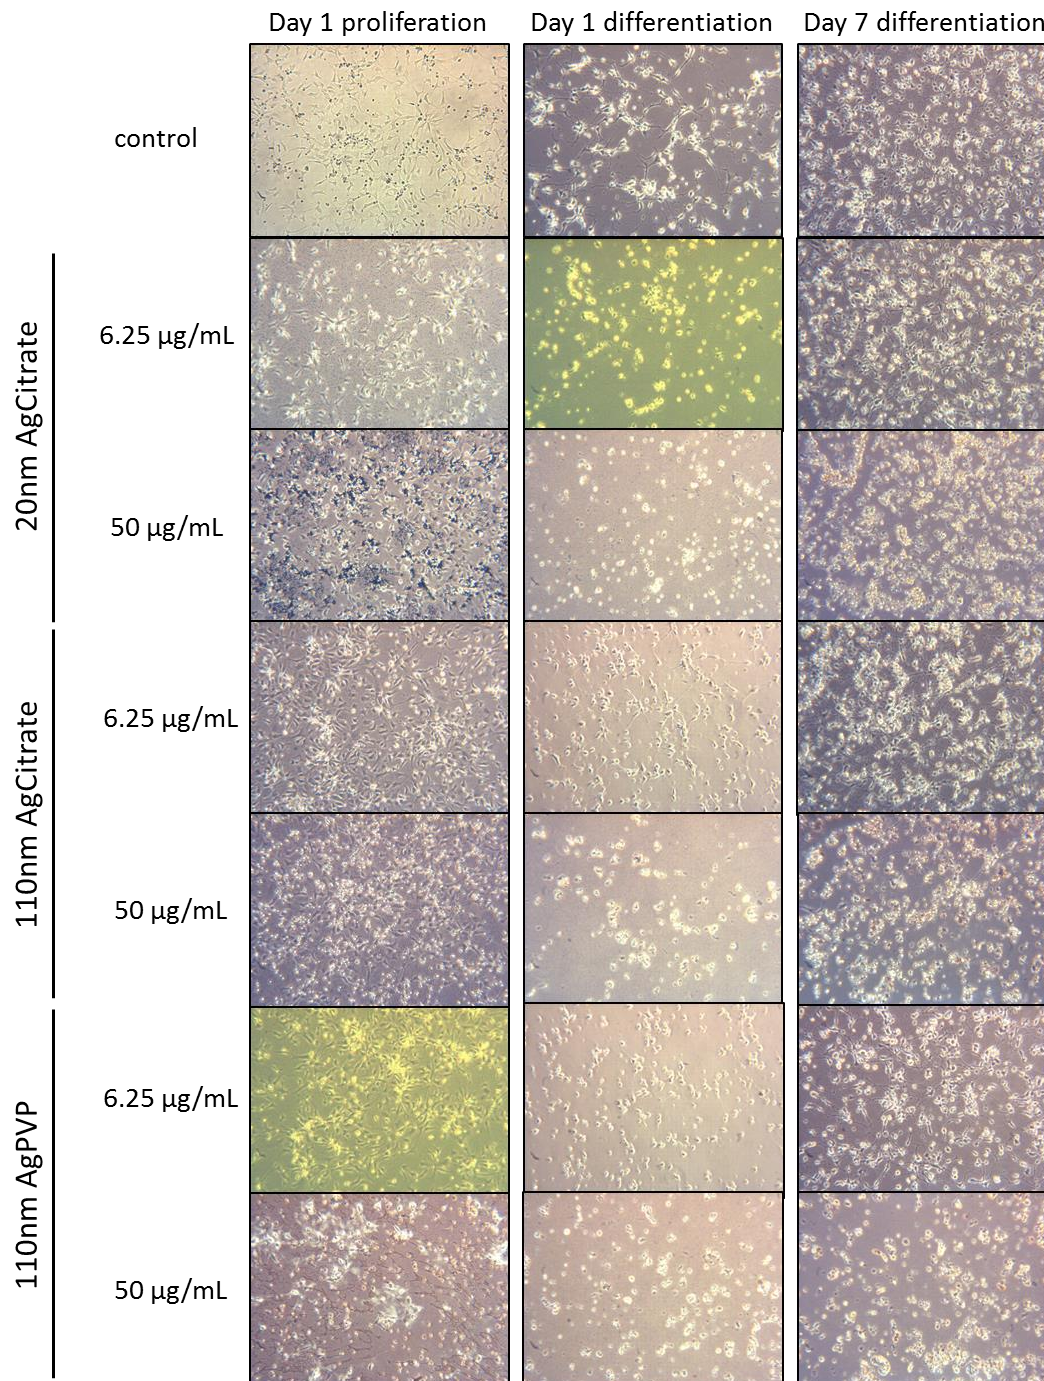 Day 1 proliferation
Day 1 differentiation
Day 7 differentiation
control
20nm AgCitrate
6.25 µg/mL
50 µg/mL
110nm AgCitrate
6.25 µg/mL
50 µg/mL
110nm AgPVP
6.25 µg/mL
50 µg/mL